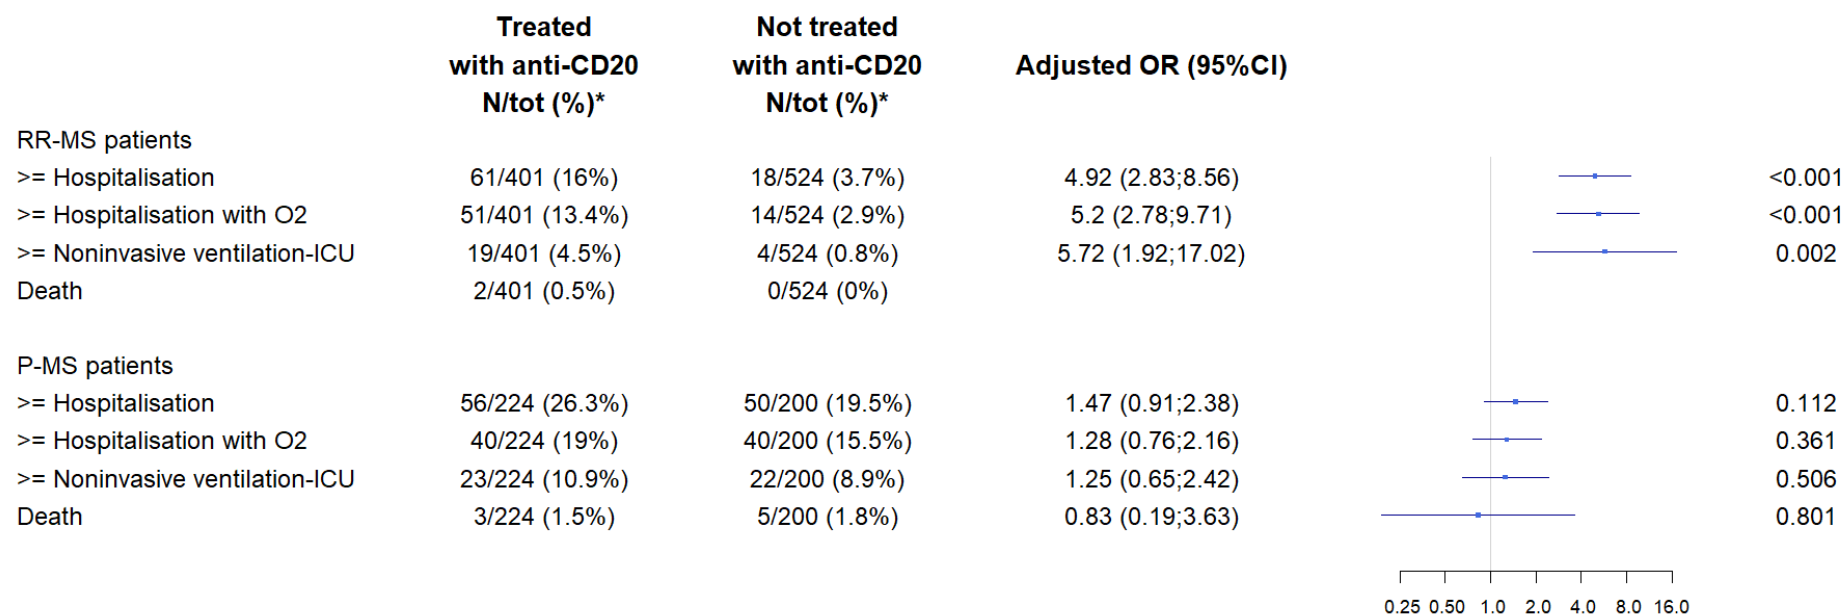 Treated Not treated
with anti-CD20 with anti-CD20 Adjusted OR (95%CI)
N/tot (%)* N/tot (%)*
RR-MS patients
>= Hospitalisation 61/401 (16%) 18/524 (3.7%) 4.92 (2.83;8.56) <0.001
>= Hospitalisation with O2 51/401 (13.4%) 14/524 (2.9%) 5.2 (2.78;9.71) <0.001
>= Noninvasive ventilation-ICU 19/401 (4.5%) 4/524 (0.8%) 5.72 (1.92;17.02) 0.002
Death 2/401 (0.5%) 0/524 (0%)
P-MS patients
>= Hospitalisation 56/224 (26.3%) 50/200 (19.5%) 1.47 (0.91;2.38) 0.112
>= Hospitalisation with O2 40/224 (19%) 40/200 (15.5%) 1.28 (0.76;2.16) 0.361
>= Noninvasive ventilation-ICU 23/224 (10.9%) 22/200 (8.9%) 1.25 (0.65;2.42) 0.506
Death 3/224 (1.5%) 5/200 (1.8%) 0.83 (0.19;3.63) 0.801
0.25 0.50 1.0 2.0 4.0 8.0 16.0